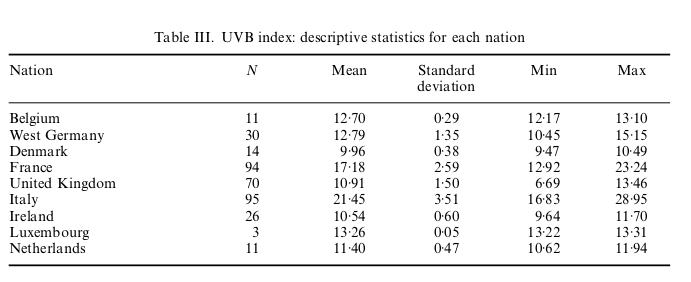 Table III. UVB index: descriptive statistics for each nation
Nation N Mean Standard deviation Min Max
Belgium 11 12·70 0·29 12·17 13·10
West Germany 30 12·79 1·35 10·45 15·15
Denmark 14 9·96 0·38 9·47 10·49
France 94 17·18 2·59 12·92 23·24
United Kingdom 70 10·91 1·50 6·69 13·46
Italy 95 21·45 3·51 16·83 28·95
Ireland 26 10·54 0·60 9·64 11·70
Luxembourg 3 13·26 0·05 13·22 13·31
Netherlands 11 11·40 0·47 10·62 11·94